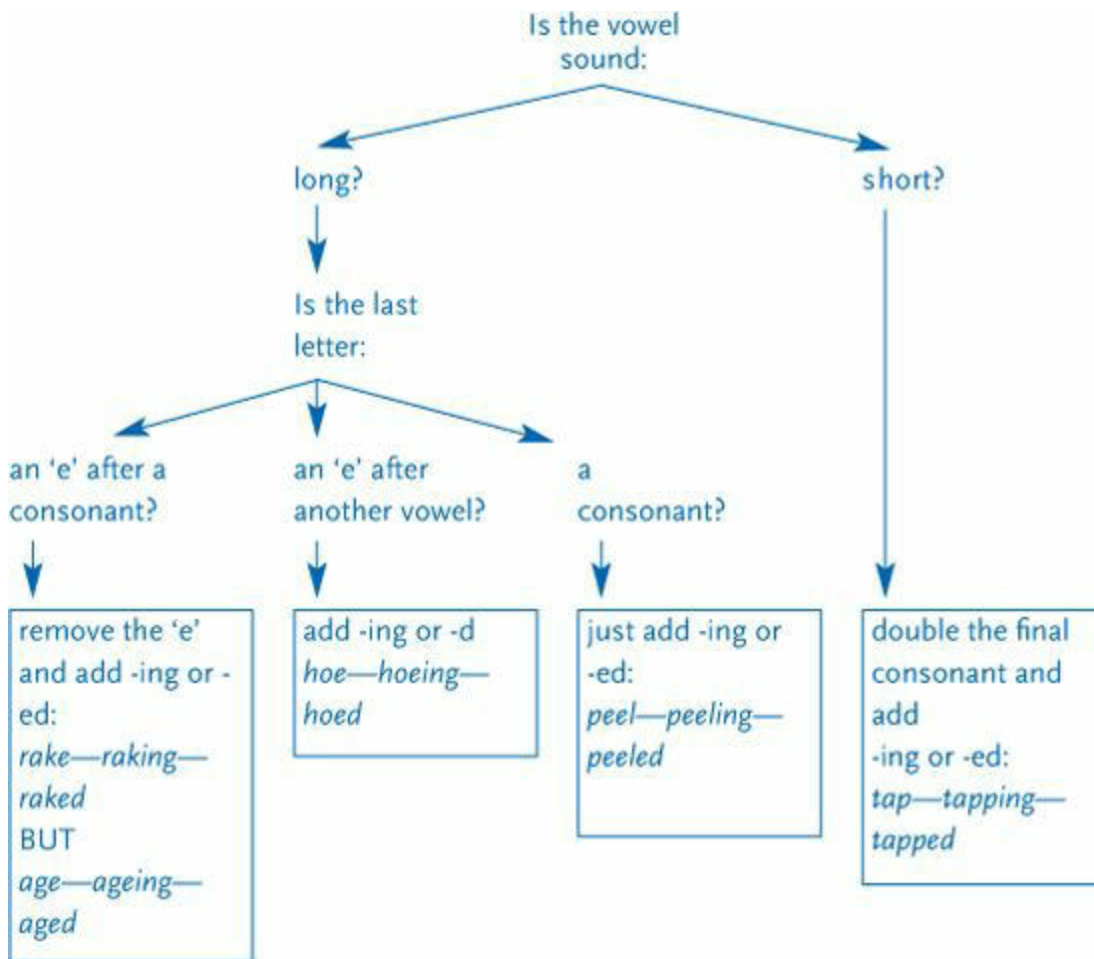 Is the vowel
sound:
long?
short?
Is the last
letter:
an ‘e’ after a
consonant?
an ‘e’ after
another vowel?
a
consonant?
remove the ‘e’
and add -ing or -
ed:
rake—raking—
raked
BUT
age—ageing—
aged
add -ing or -d
hoe—hoeing—
hoed
just add -ing or
-ed:
peel—peeling—
peeled
double the final
consonant and
add
-ing or -ed:
tap—tapping—
tapped